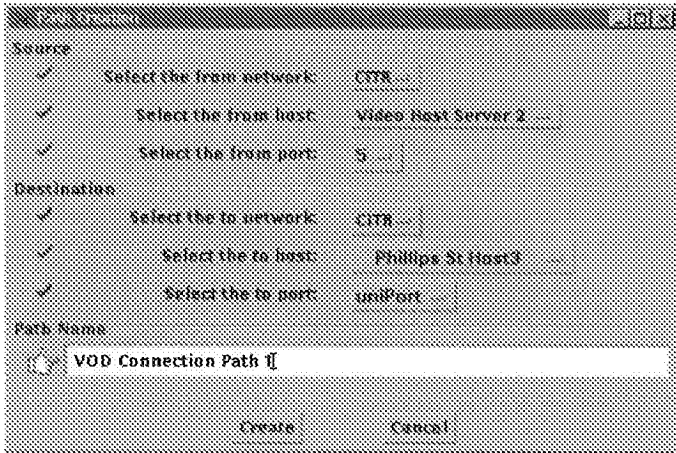 Path Creation
Source
Select the from network: CiTR ...
Select the from host: Video Host Server 2 ...
Select the from port: 5 ...
Destination
Select the to network: CiTR ...
Select the to host: Phillips St Host3 ...
Select the to port: uniPort ...
Path Name
VOD Connection Path 1
Create Cancel